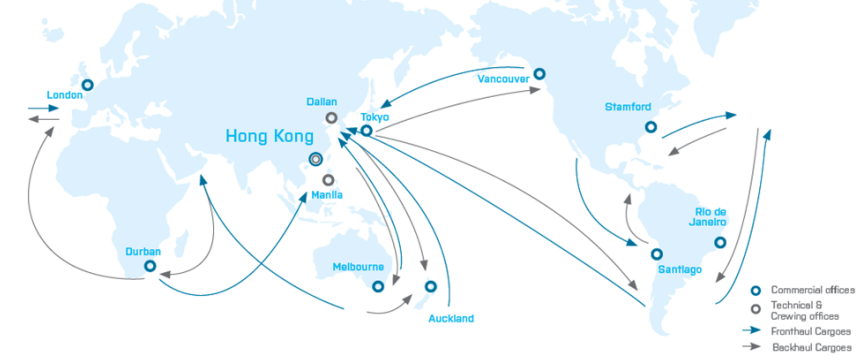 London
Dalian
Tokyo
Hong Kong
Manila
Durban
Melbourne
Auckland
Vancouver
Stamford
Rio de
Janeiro
Santiago
Commercial offices
Technical &
Crewing offices
Fronthaul Cargoes
Backhaul Cargoes